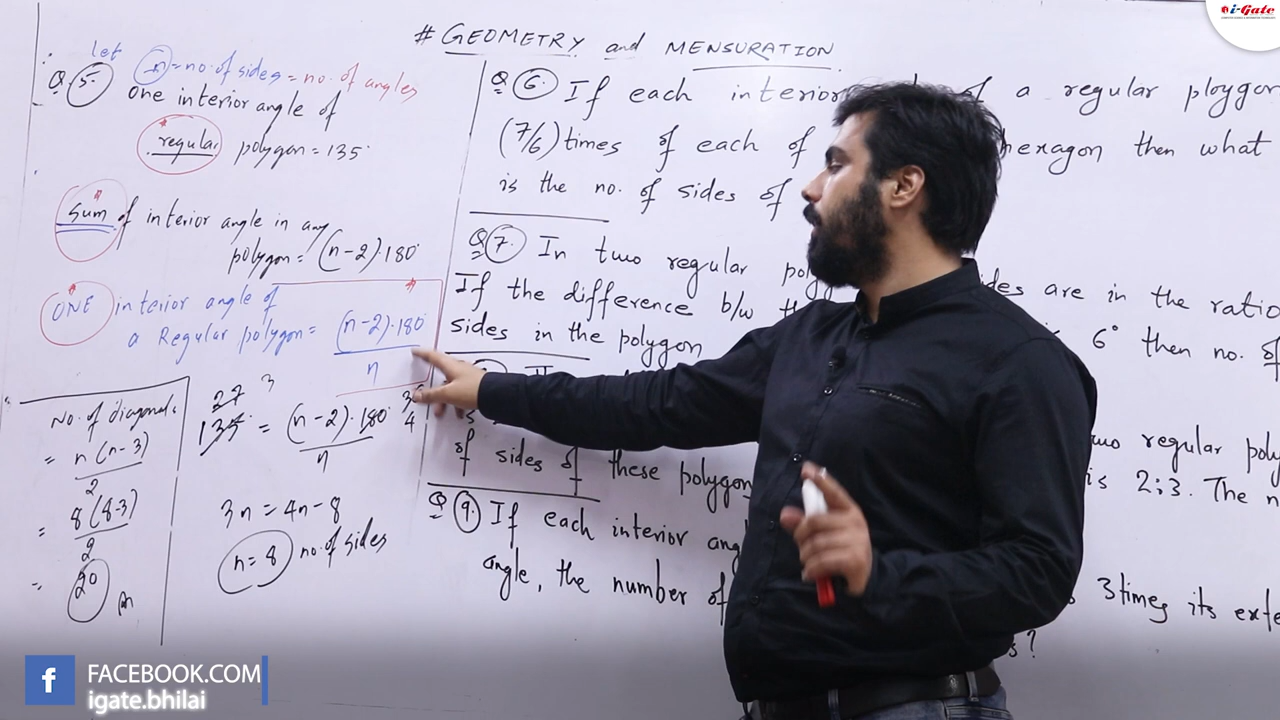 i-Gate
# GEOMETRY and MENSURATION
let n = no. of sides = no. of angles
Q. 5. One interior angle of
regular polygon = 135°
Sum of interior angle in any
polygon = (n-2)·180°
ONE interior angle of
a Regular polygon = (n-2)·180°
n
No. of diagonals
= n(n-3)
2
= 8(8-3)
2
= 20
27 3
135 = (n-2)·180°
n
4
3n = 4n-8
n=8 no. of sides
Q 6. If each interior of a regular ploygon
(7/6) times of each of hexagon then what
is the no. of sides of
Q 7. In two regular sides are in the ratio
If the difference b/w 6° then no. of
sides in the polygon
two regular
of sides of these polygon is 2:3. The
Q 9. If each interior 3 times its
angle, the number of ?
FACEBOOK.COM
igate.bhilai